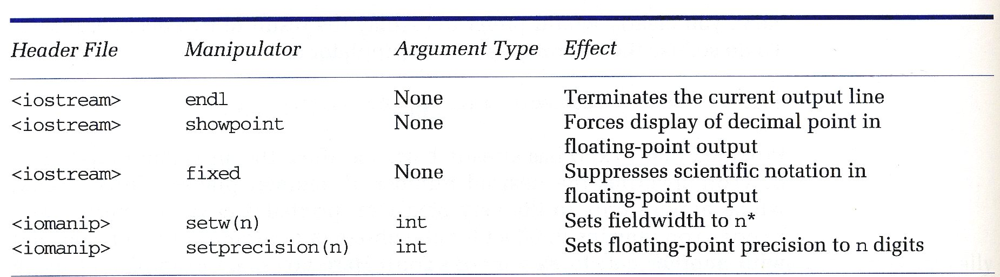 Header File Manipulator Argument Type Effect
<iostream> endl None Terminates the current output line
<iostream> showpoint None Forces display of decimal point in
floating-point output
<iostream> fixed None Suppresses scientific notation in
floating-point output
<iomanip> setw(n) int Sets fieldwidth to n*
<iomanip> setprecision(n) int Sets floating-point precision to n digits